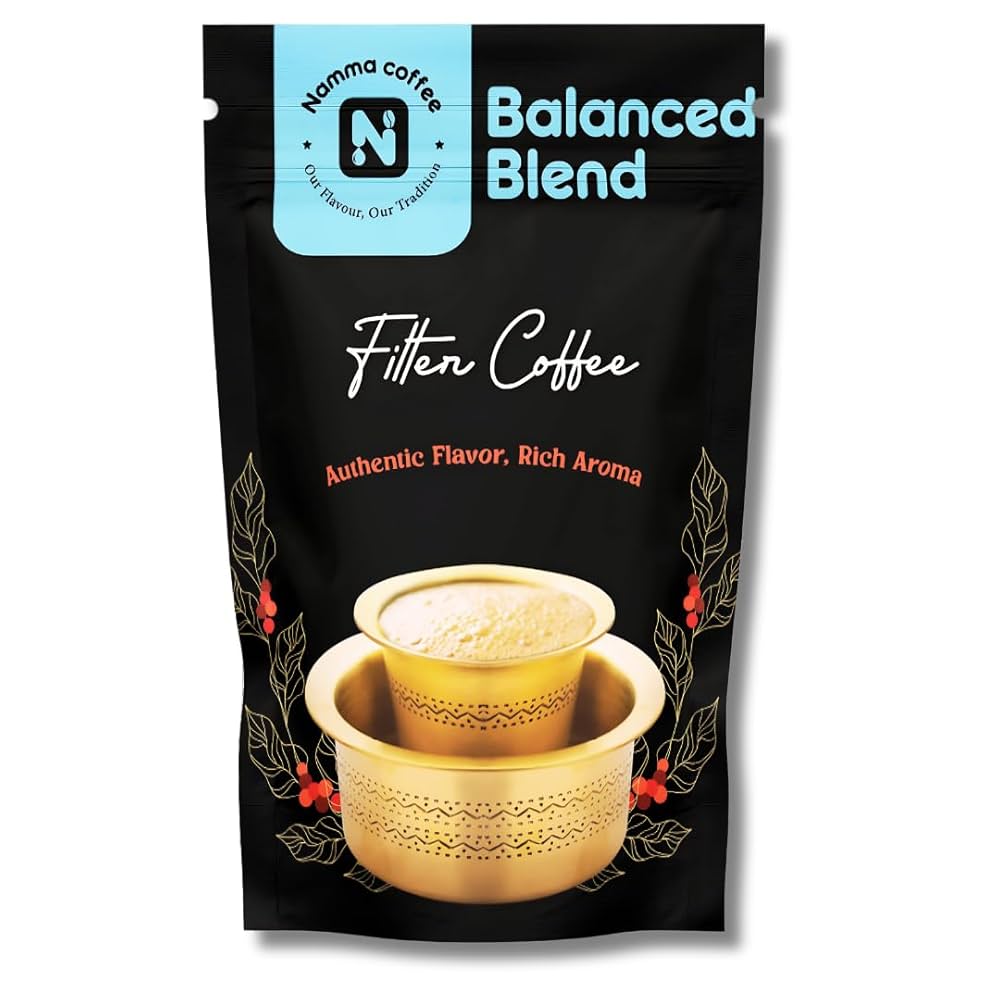 Namma coffee
N
Our Flavour, Our Tradition
Balanced
Blend
Filter Coffee
Authentic Flavor, Rich Aroma